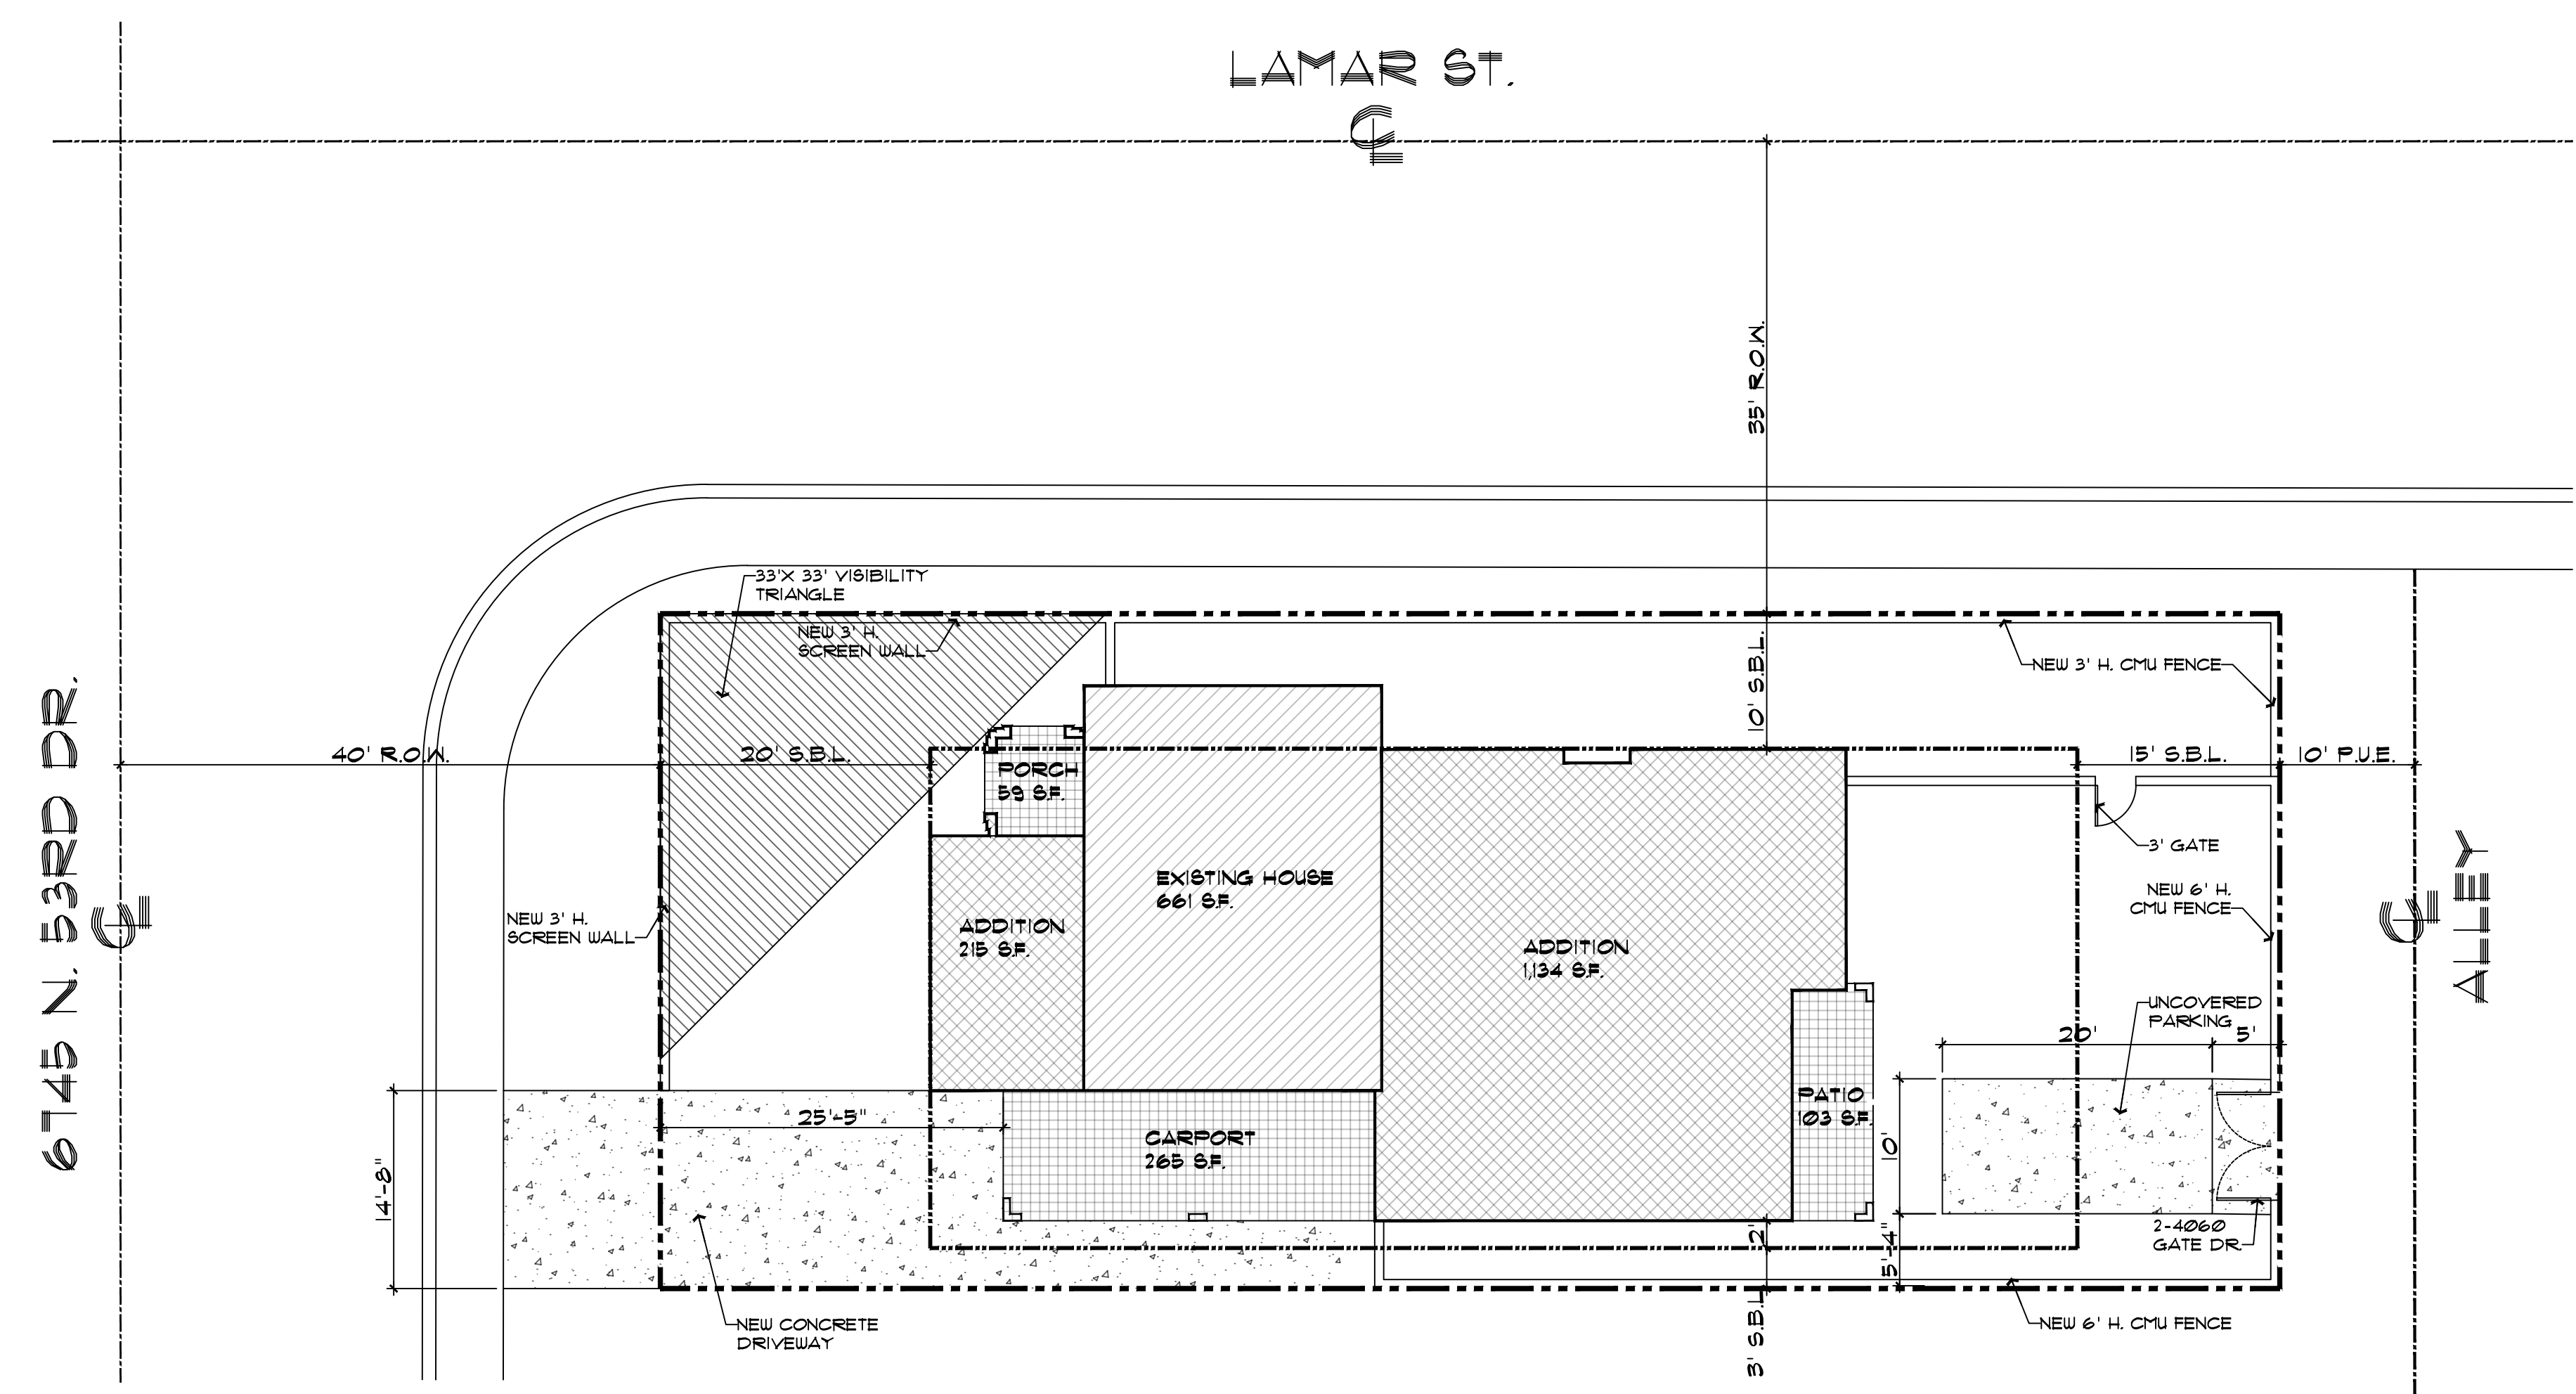 LAMAR ST.
CL
35' R.O.W.
33'X 33' VISIBILITY
TRIANGLE
NEW 3' H.
SCREEN WALL
10' S.B.L.
NEW 3' H. CMU FENCE
6745 N. 53RD DR.
CL
40' R.O.W.
20' S.B.L.
PORCH
59 S.F.
15' S.B.L.
10' P.U.E.
3' GATE
EXISTING HOUSE
661 S.F.
NEW 6' H.
CMU FENCE
CL
ALLEY
NEW 3' H.
SCREEN WALL
ADDITION
215 S.F.
ADDITION
1,134 S.F.
UNCOVERED
PARKING
20'
5'
PATIO
103 S.F.
25'-5"
CARPORT
265 S.F.
10'
14'-8"
2-4060
GATE DR.
2'
5'-4"
3' S.B.L.
NEW CONCRETE
DRIVEWAY
NEW 6' H. CMU FENCE